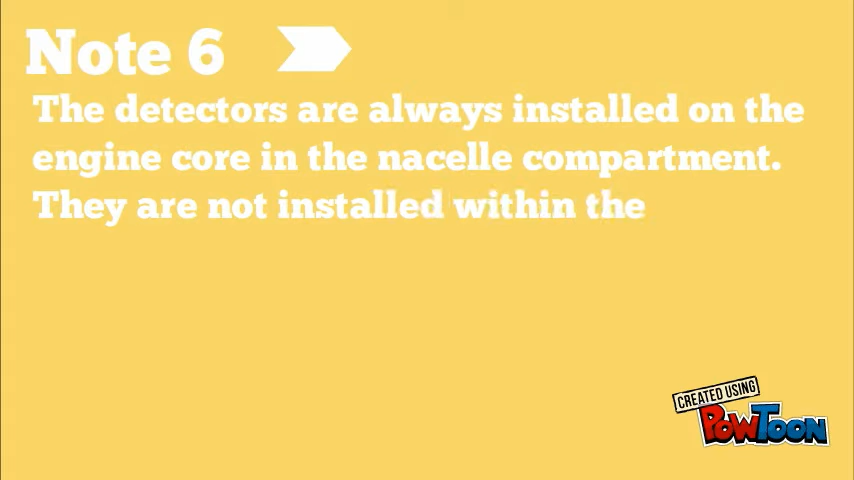 Note 6
The detectors are always installed on the
engine core in the nacelle compartment.
They are not installed within the
CREATED USING
POWTOON